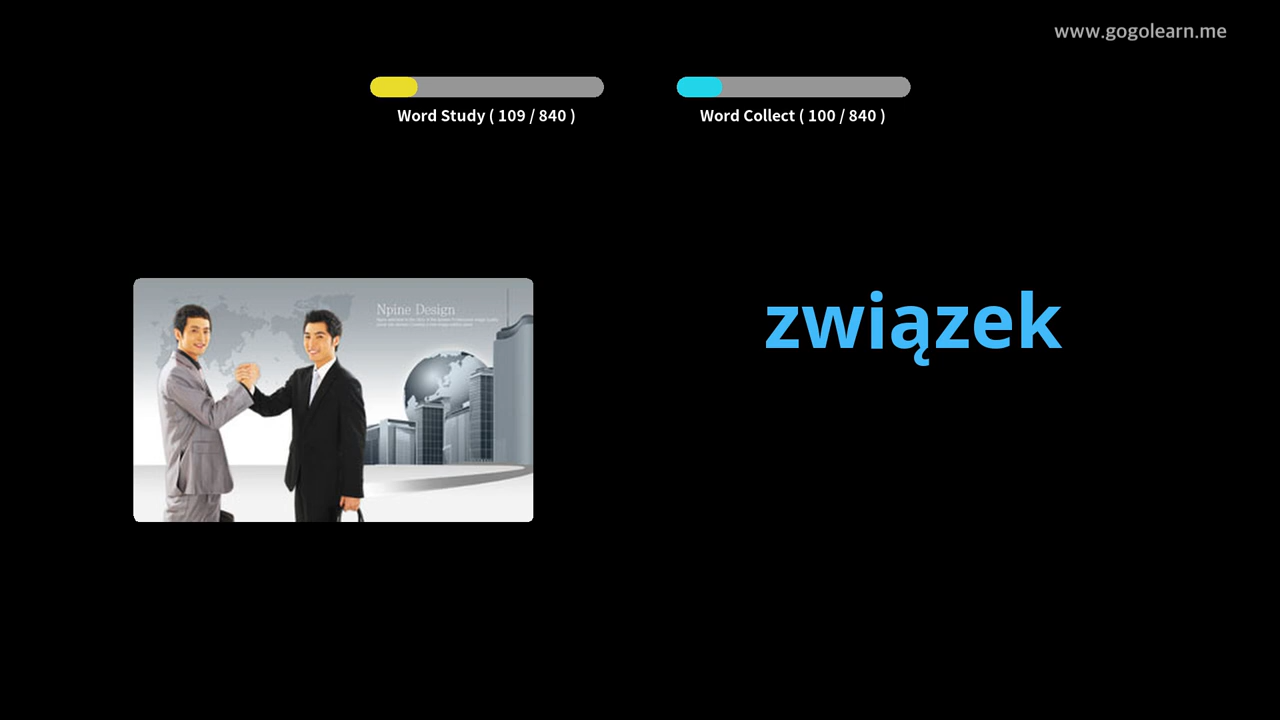 www.gogolearn.me
Word Study ( 109 / 840 )
Word Collect ( 100 / 840 )
Npine Design
związek